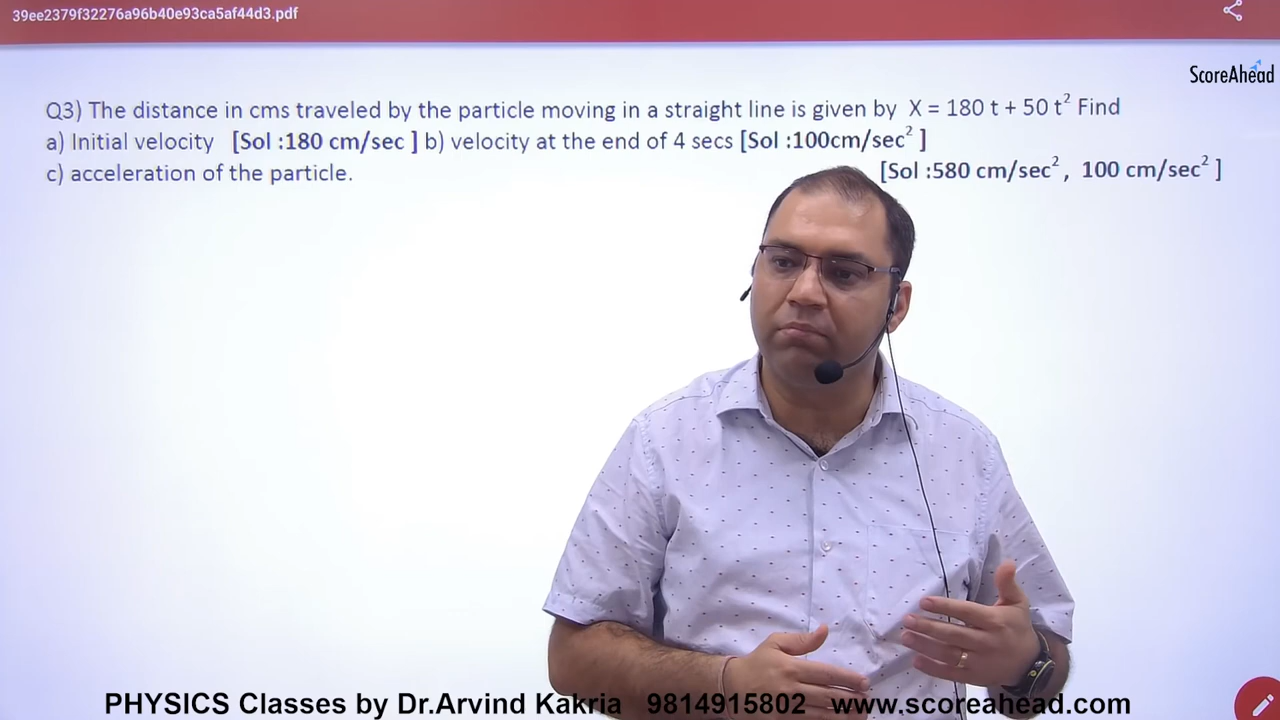 39ee2379f32276a96b40e93ca5af44d3.pdf
ScoreAhead
Q3) The distance in cms traveled by the particle moving in a straight line is given by X = 180 t + 50 t² Find
a) Initial velocity [Sol :180 cm/sec ] b) velocity at the end of 4 secs [Sol :100cm/sec² ]
c) acceleration of the particle. [Sol :580 cm/sec² , 100 cm/sec² ]
PHYSICS Classes by Dr.Arvind Kakria 9814915802 www.scoreahead.com